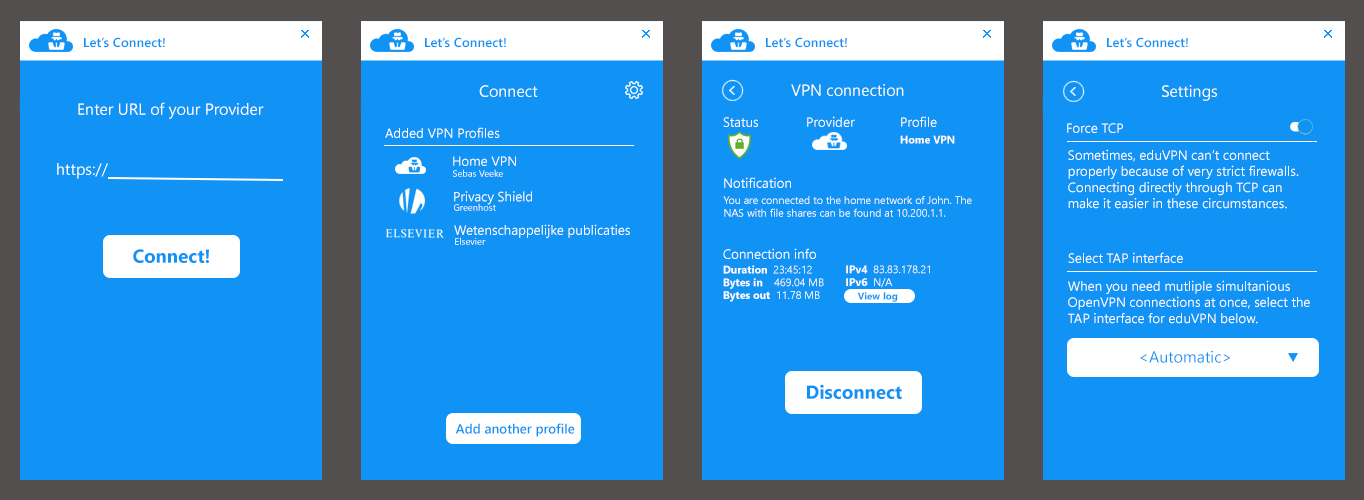 Let's Connect!
Enter URL of your Provider
https://
Connect!
Let's Connect!
Connect
Added VPN Profiles
Home VPN
Sebas Veeke
Privacy Shield
Greenhost
ELSEVIER
Wetenschappelijke publicaties
Elsevier
Add another profile
Let's Connect!
VPN connection
Status
Provider
Profile
Home VPN
Notification
You are connected to the home network of John. The
NAS with file shares can be found at 10.200.1.1.
Connection info
Duration 23:45:12 IPv4 83.83.178.21
Bytes in 469.04 MB IPv6 N/A
Bytes out 11.78 MB View log
Disconnect
Let's Connect!
Settings
Force TCP
Sometimes, eduVPN can't connect
properly because of very strict firewalls.
Connecting directly through TCP can
make it easier in these circumstances.
Select TAP interface
When you need mutliple simultanious
OpenVPN connections at once, select the
TAP interface for eduVPN below.
<Automatic>